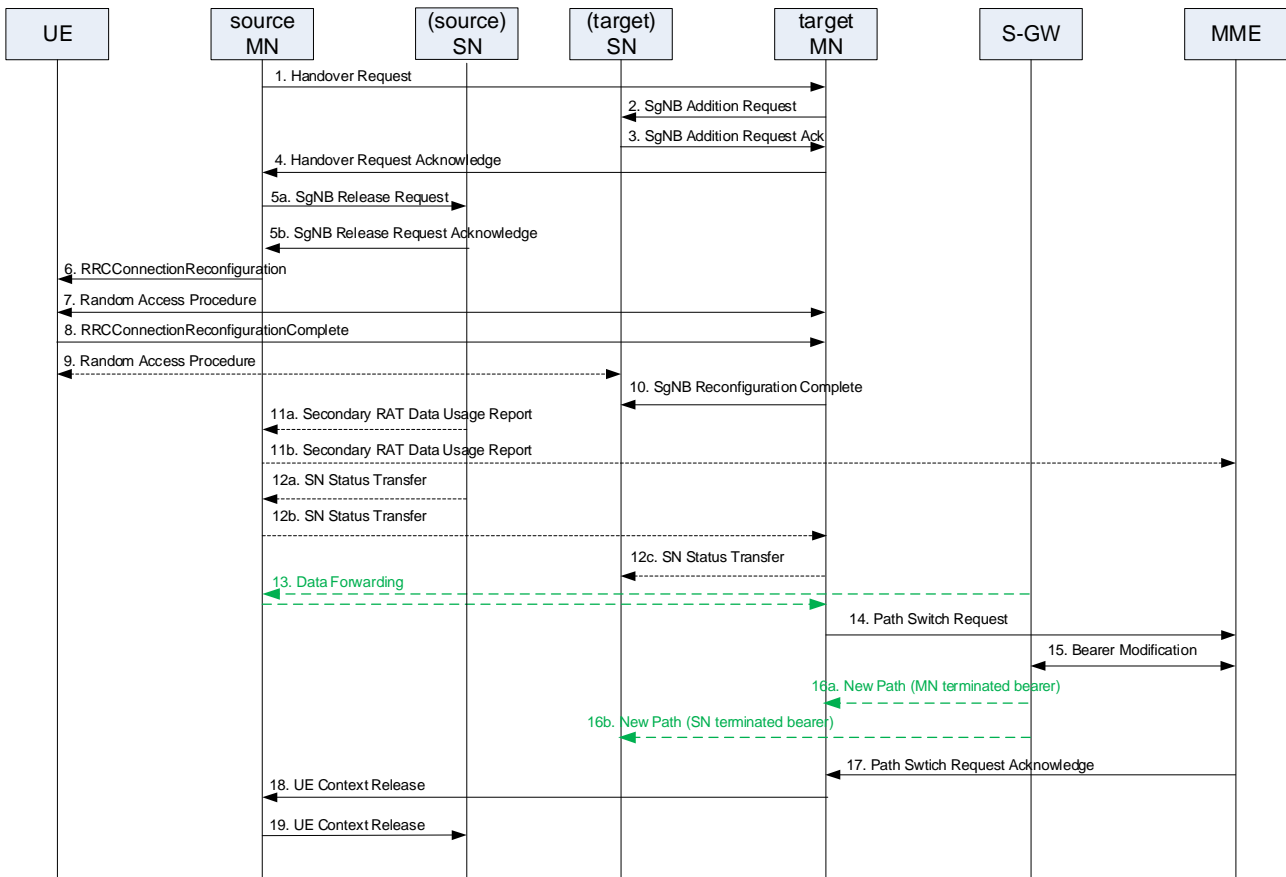 UE
source
MN
(source)
SN
(target)
SN
target
MN
S-GW
MME
1. Handover Request
2. SgNB Addition Request
3. SgNB Addition Request Ack
4. Handover Request Acknowledge
5a. SgNB Release Request
5b. SgNB Release Request Acknowledge
6. RRCConnectionReconfiguration
7. Random Access Procedure
8. RRCConnectionReconfigurationComplete
9. Random Access Procedure
10. SgNB Reconfiguration Complete
11a. Secondary RAT Data Usage Report
11b. Secondary RAT Data Usage Report
12a. SN Status Transfer
12b. SN Status Transfer
12c. SN Status Transfer
13. Data Forwarding
14. Path Switch Request
15. Bearer Modification
16a. New Path (MN terminated bearer)
16b. New Path (SN terminated bearer)
17. Path Swtich Request Acknowledge
18. UE Context Release
19. UE Context Release